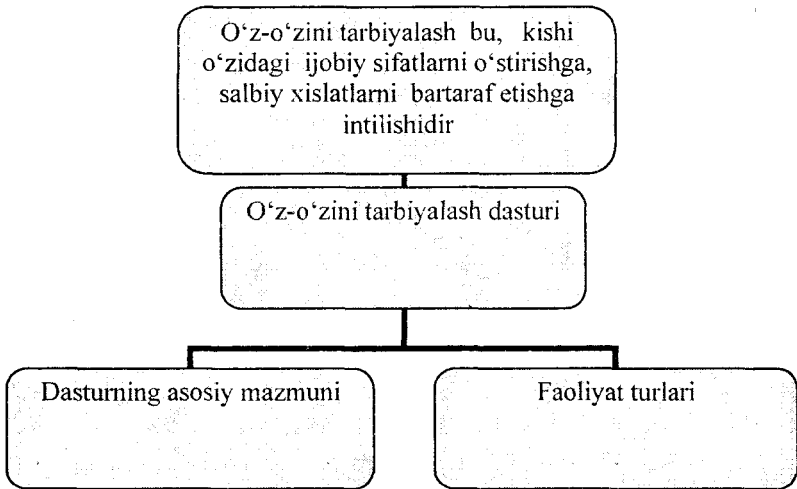 O‘z-o‘zini tarbiyalash bu, kishi
o‘zidagi ijobiy sifatlarni o‘stirishga,
salbiy xislatlarni bartaraf etishga
intilishidir
O‘z-o‘zini tarbiyalash dasturi
Dasturning asosiy mazmuni
Faoliyat turlari